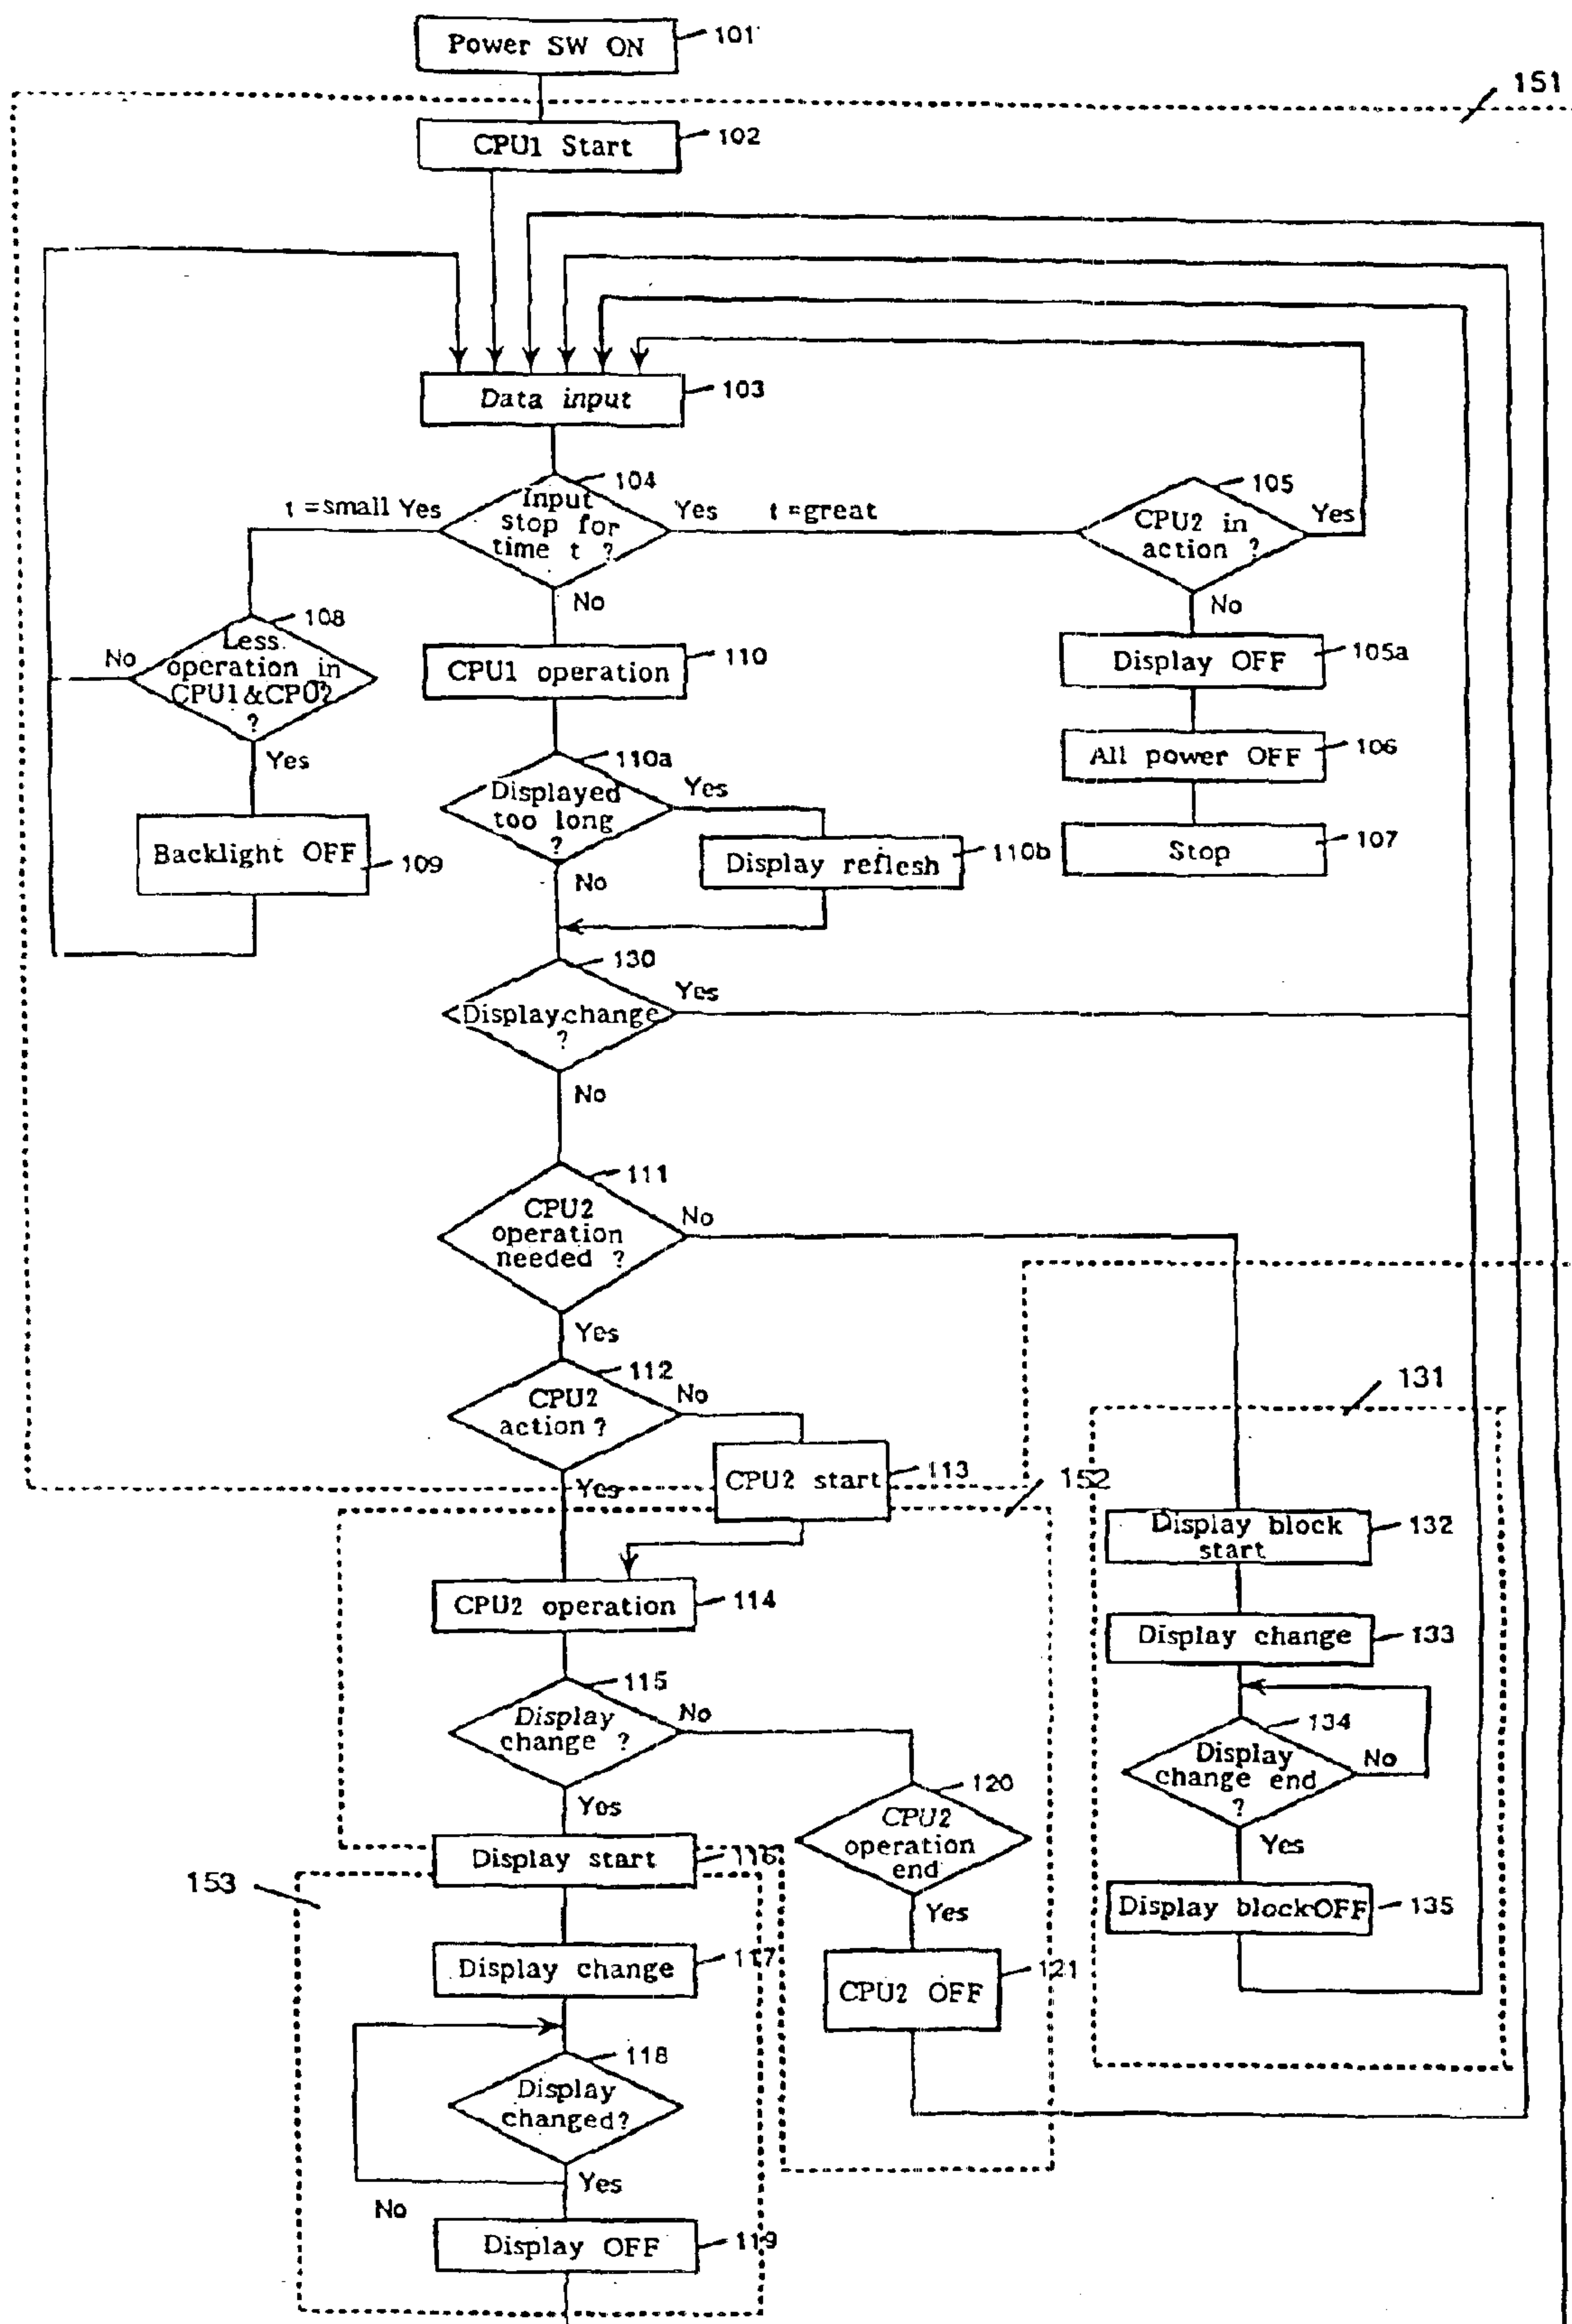 Power SW ON
101
151
CPU1 Start
102
Data input
103
104
Input
stop for
time t ?
t =small Yes
Yes
t =great
No
105
CPU2 in
action ?
Yes
No
108
Less
operation in
CPU1&CPU2
?
No
Yes
CPU1 operation
110
Display OFF
105a
All power OFF
106
Stop
107
Backlight OFF
109
110a
Displayed
too long
?
Yes
No
Display reflesh
110b
130
Display change
?
Yes
No
111
CPU2
operation
needed ?
No
Yes
112
CPU2
action ?
No
Yes
CPU2 start
113
152
131
Display block
start
132
CPU2 operation
114
Display change
133
115
Display
change ?
No
Yes
134
Display
change end
?
No
Yes
120
CPU2
operation
end
Yes
Display start
116
153
Display block OFF
135
Display change
117
CPU2 OFF
121
118
Display
changed?
Yes
No
Display OFF
119